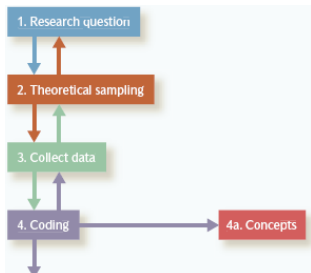 1. Research question
2. Theoretical sampling
3. Collect data
4. Coding
4a. Concepts